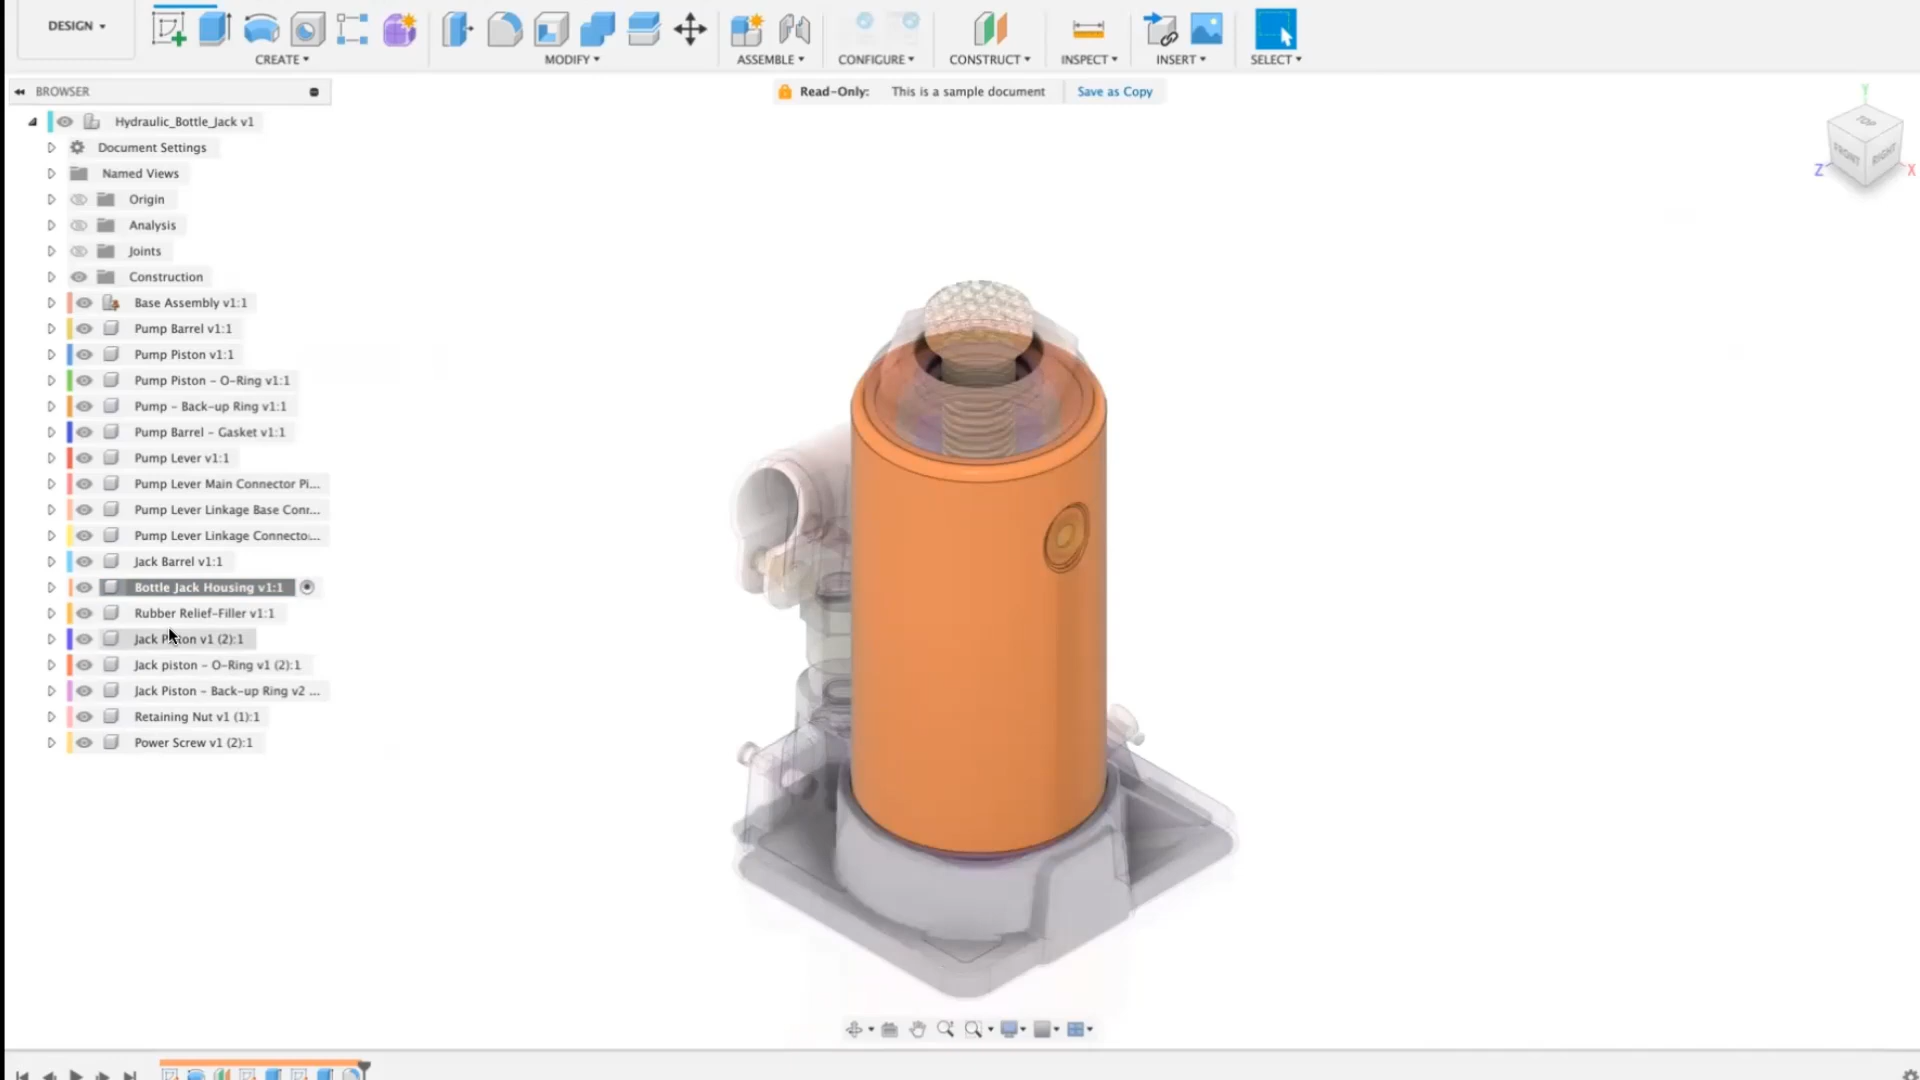 DESIGN
CREATE
MODIFY
ASSEMBLE
CONFIGURE
CONSTRUCT
INSPECT
INSERT
SELECT
BROWSER
Read-Only: This is a sample document Save as Copy
Hydraulic_Bottle_Jack v1
Document Settings
Named Views
Origin
Analysis
Joints
Construction
Base Assembly v1:1
Pump Barrel v1:1
Pump Piston v1:1
Pump Piston - O-Ring v1:1
Pump - Back-up Ring v1:1
Pump Barrel - Gasket v1:1
Pump Lever v1:1
Pump Lever Main Connector Pi...
Pump Lever Linkage Base Conr...
Pump Lever Linkage Connecto...
Jack Barrel v1:1
Bottle Jack Housing v1:1
Rubber Relief-Filler v1:1
Jack Piston v1 (2):1
Jack piston - O-Ring v1 (2):1
Jack Piston - Back-up Ring v2 ...
Retaining Nut v1 (1):1
Power Screw v1 (2):1
Y
TOP
FRONT
RIGHT
Z
X